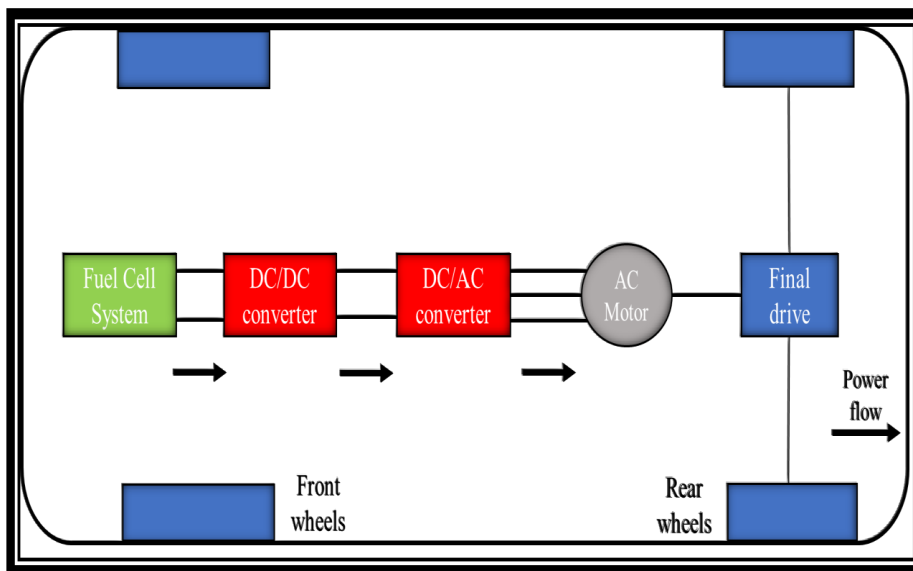 Fuel Cell
System
DC/DC
converter
DC/AC
converter
AC
Motor
Final
drive
Power
flow
Front
wheels
Rear
wheels